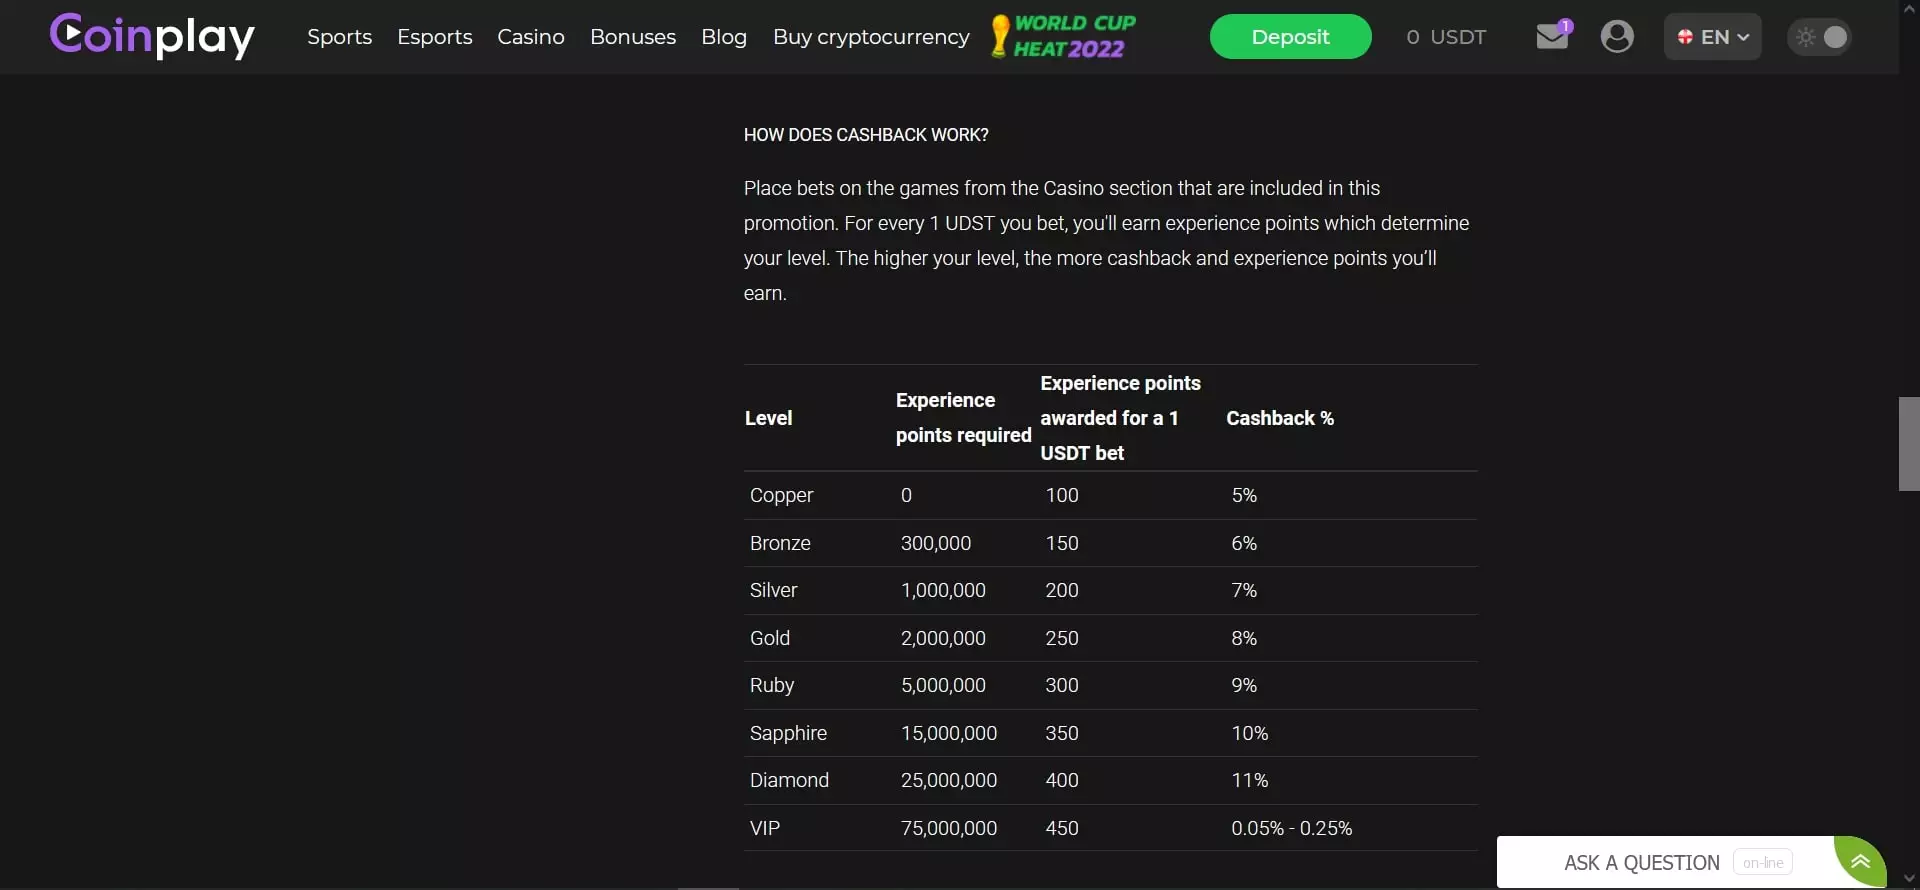 Coinplay Sports Esports Casino Bonuses Blog Buy cryptocurrency WORLD CUP HEAT2022 Deposit 0 USDT 1 EN
HOW DOES CASHBACK WORK?
Place bets on the games from the Casino section that are included in this
promotion. For every 1 UDST you bet, you'll earn experience points which determine
your level. The higher your level, the more cashback and experience points you’ll
earn.
Level Experience points required Experience points awarded for a 1 USDT bet Cashback %
Copper 0 100 5%
Bronze 300,000 150 6%
Silver 1,000,000 200 7%
Gold 2,000,000 250 8%
Ruby 5,000,000 300 9%
Sapphire 15,000,000 350 10%
Diamond 25,000,000 400 11%
VIP 75,000,000 450 0.05% - 0.25%
ASK A QUESTION on-line